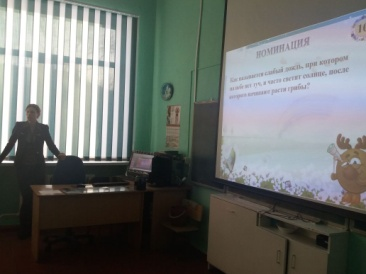 НОМИНАЦИЯ
Как называется слабый дождь, при котором
на небе нет туч, и часто светит солнце, после
которого начинают расти грибы?